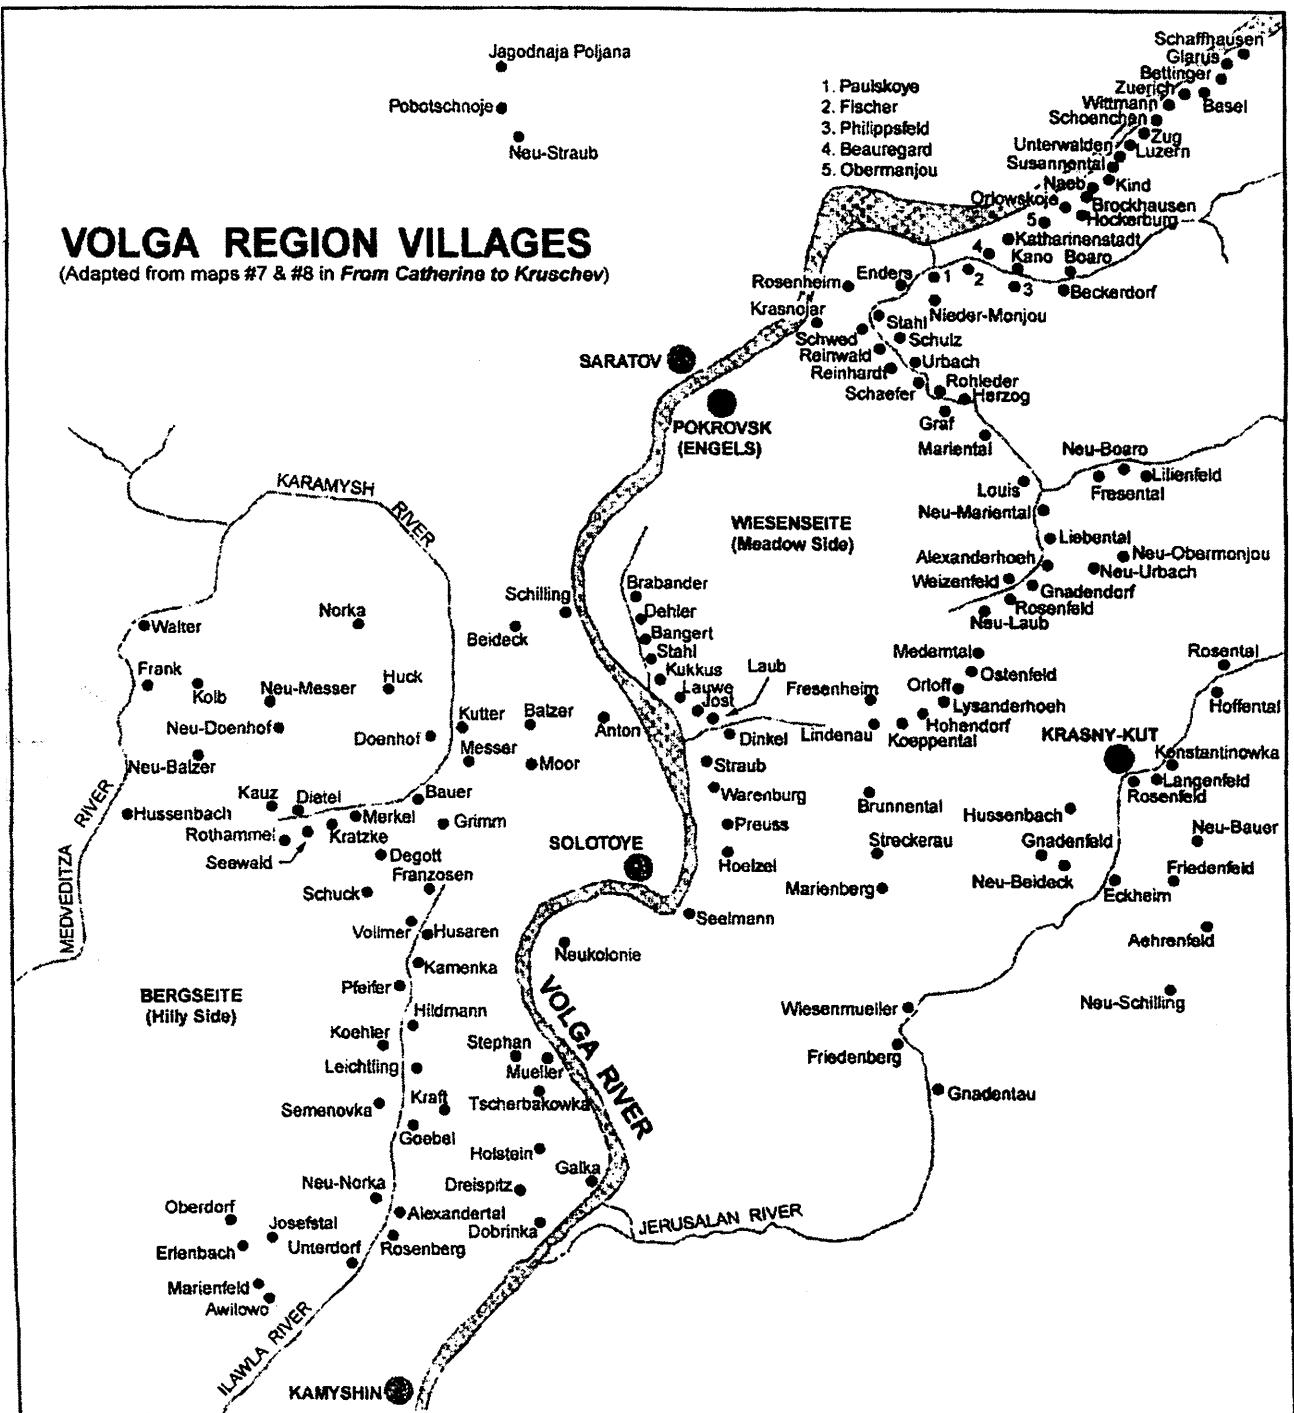 Jagodnaja Poljana
Pobotschnoje
Neu-Straub
1. Paulskoye
2. Fischer
3. Philippsfeld
4. Beauregard
5. Obermanjou
VOLGA REGION VILLAGES
(Adapted from maps #7 & #8 in From Catherine to Kruschev)
Schaffhausen
Glarus
Bettinger
Zuerich
Basel
Wittmann
Schoenchen
Zug
Unterwalden
Luzern
Susannental
Naeb
Kind
Orlowskoje
Brockhausen
Hockerburg
5
Katharinenstadt
4
Kano
Boaro
Rosenheim
Enders
1
2
3
Beckerdorf
Krasnojar
Nieder-Monjou
Stahl
Schwed
Schulz
Reinwald
Urbach
Reinhardt
Rohleder
Schaefer
Herzog
Graf
Mariental
SARATOV
POKROVSK
(ENGELS)
Neu-Boaro
Lilienfeld
Fresental
Louis
Neu-Mariental
WIESENSEITE
(Meadow Side)
Liebental
Neu-Obermonjou
Alexanderhoeh
Neu-Urbach
Weizenfeld
Gnadendorf
Rosenfeld
Neu-Laub
KARAMYSH
RIVER
Schilling
Brabander
Dehler
Norka
Walter
Beideck
Bangert
Stahl
Kukkus
Laub
Lauwe
Jost
Mederntal
Ostenfeld
Rosental
Fresenheim
Orloff
Lysanderhoeh
Hoffental
Frank
Kolb
Neu-Messer
Huck
Neu-Doenhof
Kutter
Balzer
Anton
Dinkel
Lindenau
Hohendorf
Koeppental
KRASNY-KUT
Doenhof
Messer
Konstantinowka
Neu-Balzer
Moor
Straub
Langenfeld
Rosenfeld
Warenburg
Brunnental
Hussenbach
Kauz
Dietel
Bauer
Hussenbach
Merkel
Grimm
Preuss
Neu-Bauer
Rothammel
Kratzke
Streckerau
Gnadenfeld
Seewald
Degott
SOLOTOYE
Hoelzel
Neu-Beideck
Friedenfeld
Franzosen
Schuck
Marienberg
Eckheim
Seelmann
MEDVEDITZA
RIVER
Vollmer
Husaren
Aehrenfeld
Neukolonie
Kamenka
BERGSEITE
(Hilly Side)
Pfeifer
Hildmann
VOLGA RIVER
Wiesenmueller
Neu-Schilling
Koehler
Stephan
Friedenberg
Leichtling
Mueller
Gnadentau
Kraft
Tscherbakowka
Semenovka
Goebel
Holstein
Galka
Neu-Norka
Dreispitz
Oberdorf
Alexandertal
Dobrinka
JERUSALAN RIVER
Josefstal
Erlenbach
Unterdorf
Rosenberg
Marienfeld
Awilowo
ILAWLA RIVER
KAMYSHIN